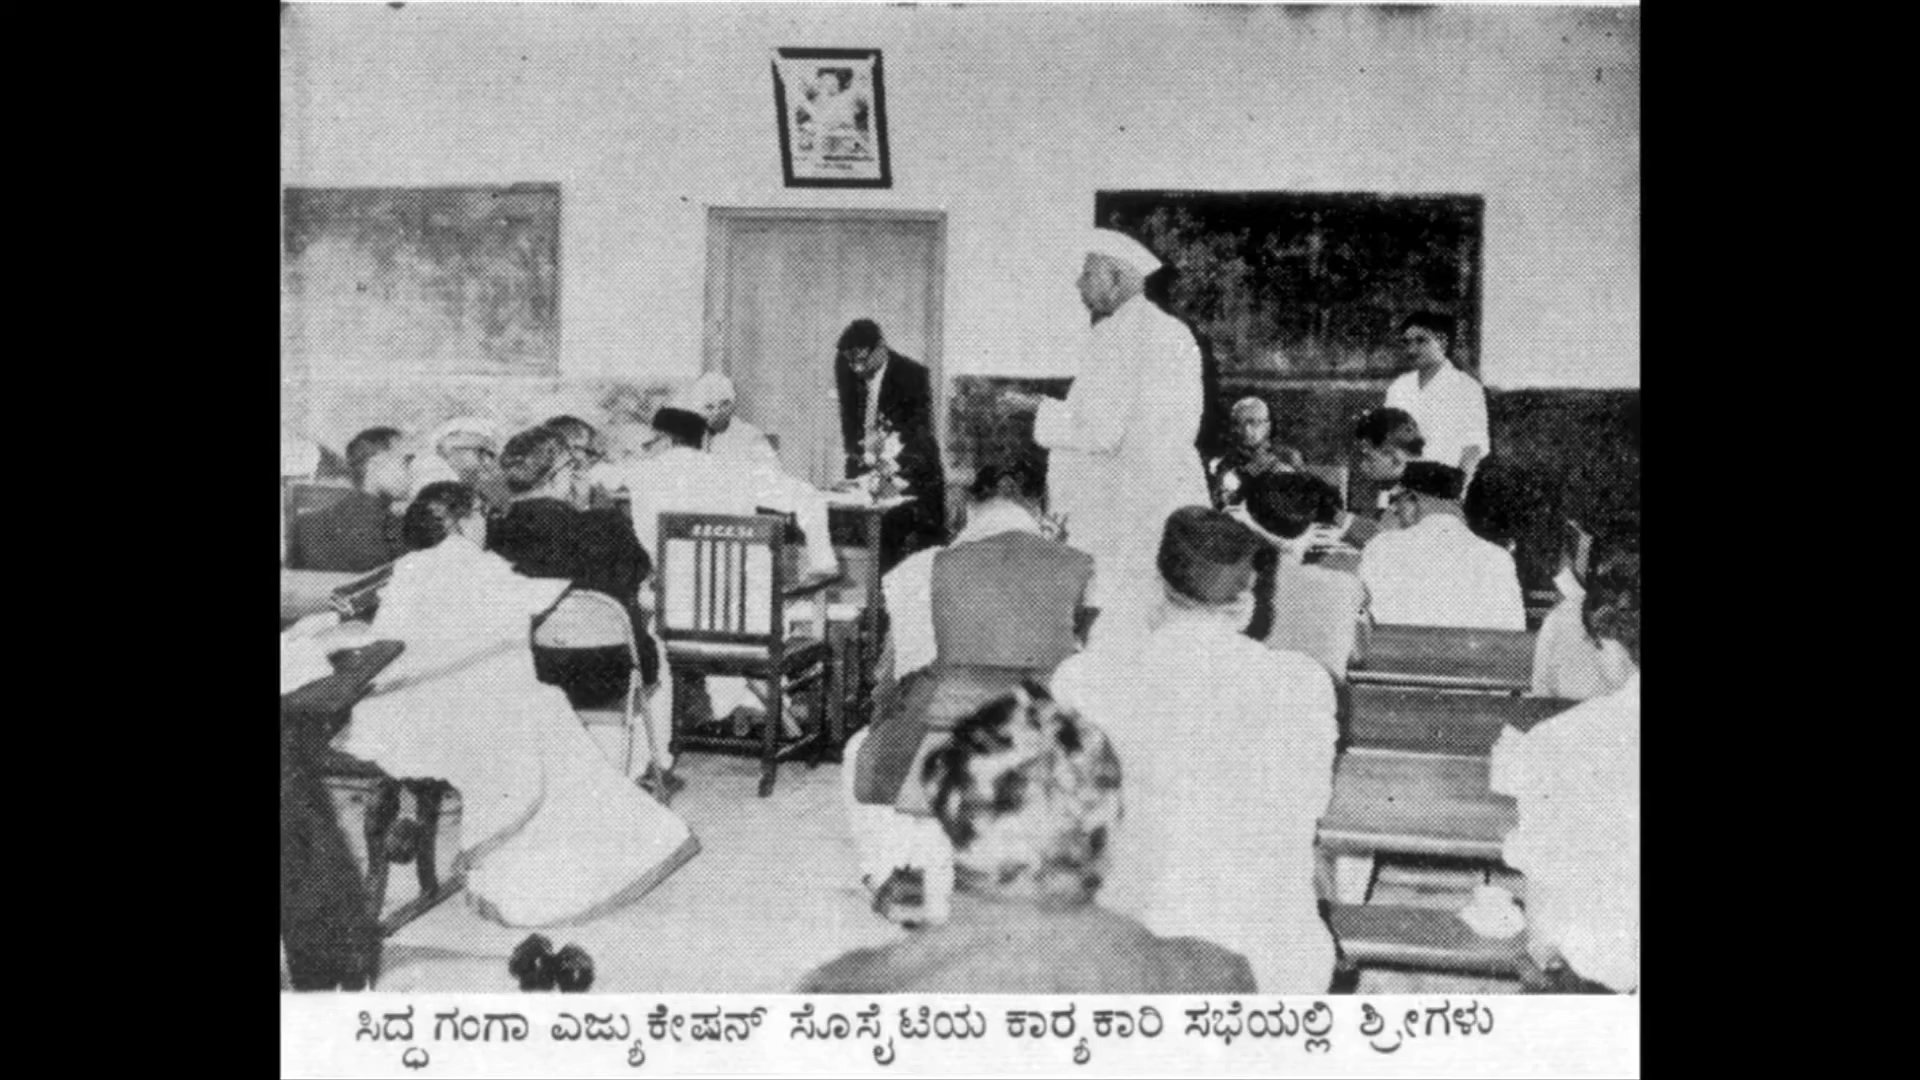 ಸಿದ್ಧಗಂಗಾ ಎಜ್ಯುಕೇಷನ್ ಸೊಸೈಟಿಯ ಕಾರ‍್ಯಕಾರಿ ಸಭೆಯಲ್ಲಿ ಶ್ರೀಗಳು